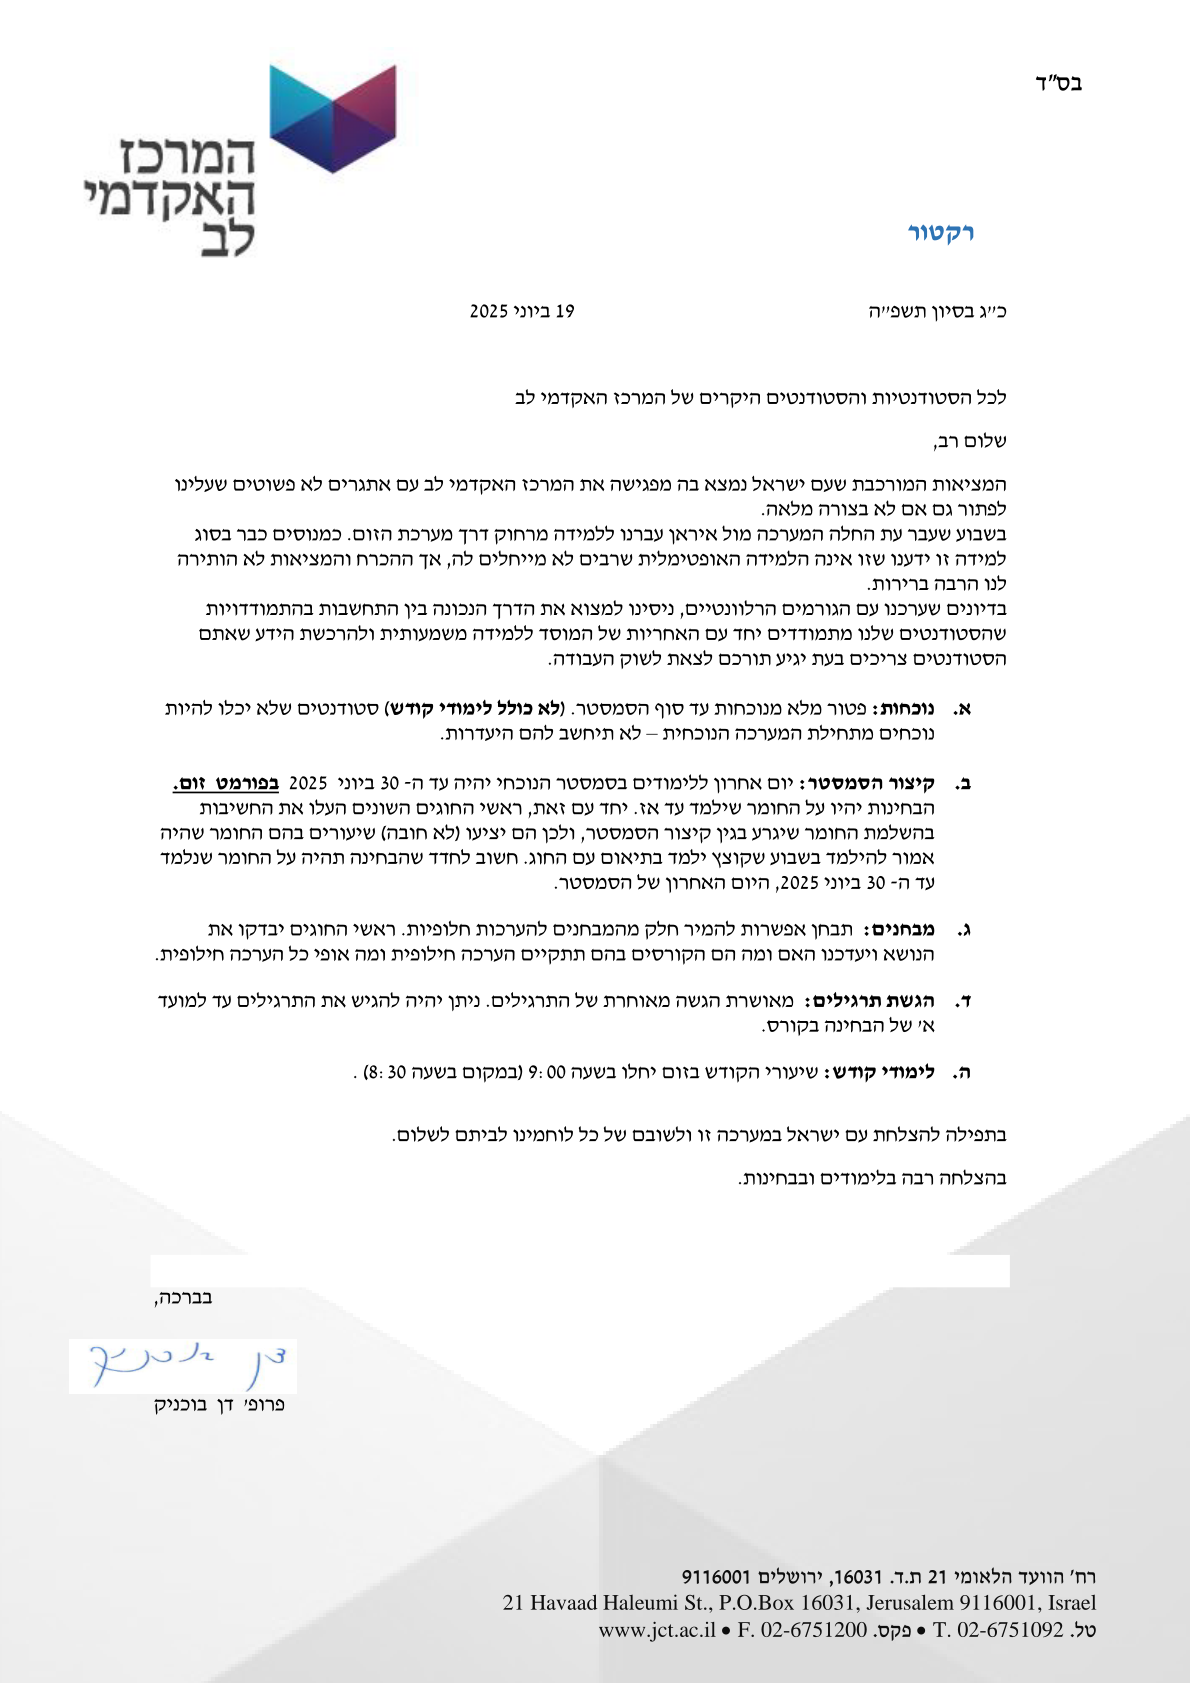 בס"ד
המרכז
האקדמי
לב
רקטור
כ"ג בסיון תשפ"ה 19 ביוני 2025
לכל הסטודנטיות והסטודנטים היקרים של המרכז האקדמי לב
שלום רב,
המציאות המורכבת שעם ישראל נמצא בה מפגישה את המרכז האקדמי לב עם אתגרים לא פשוטים שעלינו
לפתור גם אם לא בצורה מלאה.
בשבוע שעבר עת החלה המערכה מול איראן עברנו ללמידה מרחוק דרך מערכת הזום. כמנוסים כבר בסוג
למידה זו ידענו שזו אינה הלמידה האופטימלית שרבים לא מייחלים לה, אך ההכרח והמציאות לא הותירה
לנו הרבה ברירות.
בדיונים שערכנו עם הגורמים הרלוונטיים, ניסינו למצוא את הדרך הנכונה בין התחשבות בהתמודדויות
שהסטודנטים שלנו מתמודדים יחד עם האחריות של המוסד ללמידה משמעותית ולהרכשת הידע שאתם
הסטודנטים צריכים בעת יגיע תורכם לצאת לשוק העבודה.
א. נוכחות: פטור מלא מנוכחות עד סוף הסמסטר. (לא כולל לימודי קודש) סטודנטים שלא יכלו להיות
נוכחים מתחילת המערכה הנוכחית – לא תיחשב להם היעדרות.
ב. קיצור הסמסטר: יום אחרון ללימודים בסמסטר הנוכחי יהיה עד ה- 30 ביוני 2025 בפורמט זום.
הבחינות יהיו על החומר שילמד עד אז. יחד עם זאת, ראשי החוגים השונים העלו את החשיבות
בהשלמת החומר שיגרע בגין קיצור הסמסטר, ולכן הם יציעו (לא חובה) שיעורים בהם החומר שהיה
אמור להילמד בשבוע שקוצץ ילמד בתיאום עם החוג. חשוב לחדד שהבחינה תהיה על החומר שנלמד
עד ה- 30 ביוני 2025, היום האחרון של הסמסטר.
ג. מבחנים: תבחן אפשרות להמיר חלק מהמבחנים להערכות חלופיות. ראשי החוגים יבדקו את
הנושא ויעדכנו האם ומה הם הקורסים בהם תתקיים הערכה חילופית ומה אופי כל הערכה חילופית.
ד. הגשת תרגילים: מאושרת הגשה מאוחרת של התרגילים. ניתן יהיה להגיש את התרגילים עד למועד
א' של הבחינה בקורס.
ה. לימודי קודש: שיעורי הקודש בזום יחלו בשעה 9:00 (במקום בשעה 8:30) .
בתפילה להצלחת עם ישראל במערכה זו ולשובם של כל לוחמינו לביתם לשלום.
בהצלחה רבה בלימודים ובבחינות.
בברכה,
דן בוכניק
פרופ' דן בוכניק
רח' הוועד הלאומי 21 ת.ד. 16031, ירושלים 9116001
21 Havaad Haleumi St., P.O.Box 16031, Jerusalem 9116001, Israel
www.jct.ac.il • F. 02-6751200 פקס. • T. 02-6751092 טל.